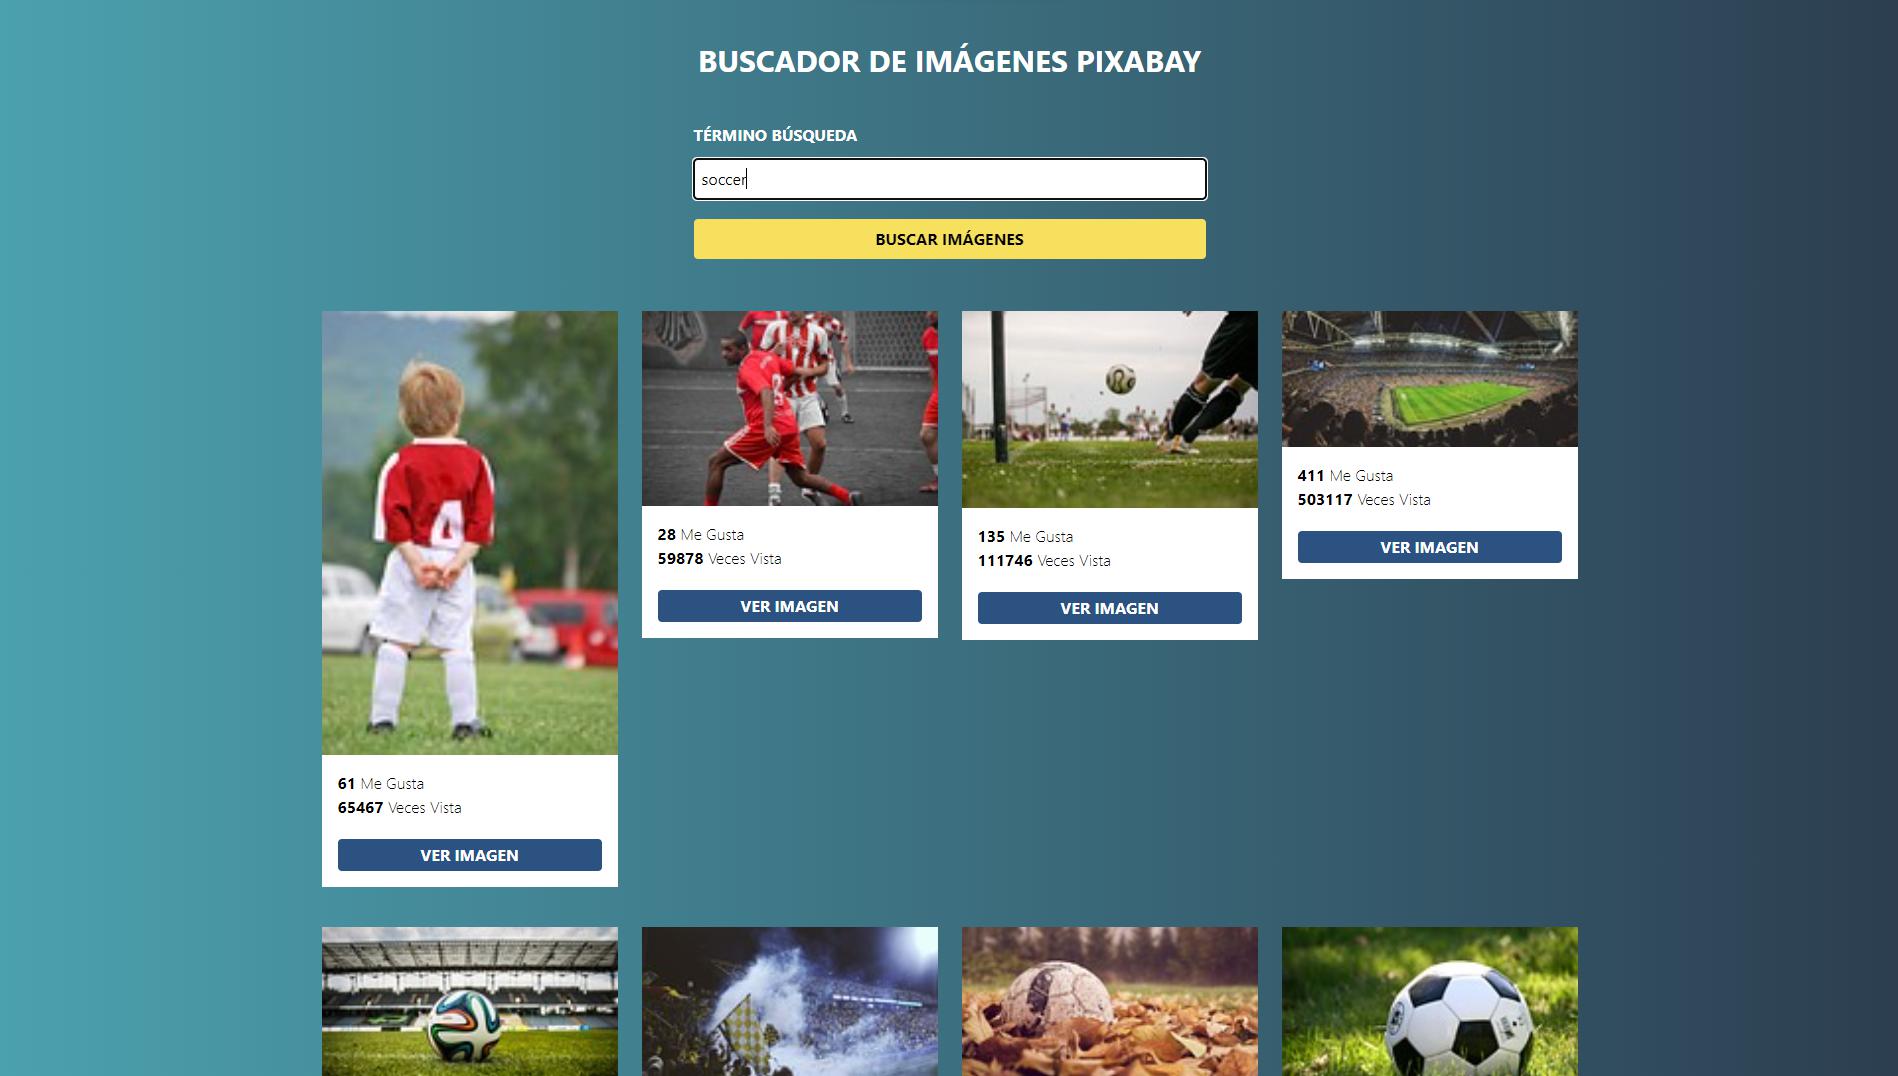 BUSCADOR DE IMÁGENES PIXABAY
TÉRMINO BÚSQUEDA
soccer
BUSCAR IMÁGENES
61 Me Gusta
65467 Veces Vista
VER IMAGEN
28 Me Gusta
59878 Veces Vista
VER IMAGEN
135 Me Gusta
111746 Veces Vista
VER IMAGEN
411 Me Gusta
503117 Veces Vista
VER IMAGEN